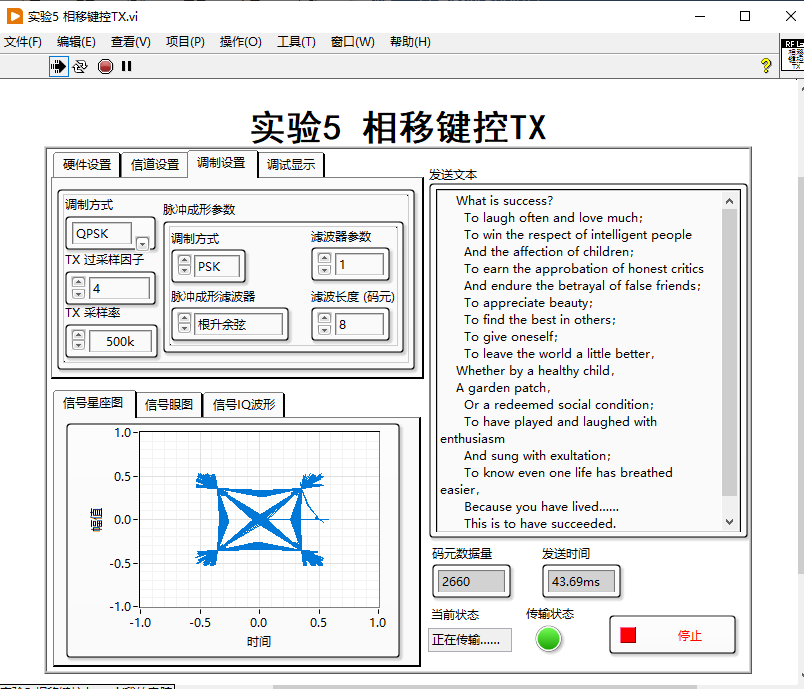 实验5 相移键控TX.vi
文件(F) 编辑(E) 查看(V) 项目(P) 操作(O) 工具(T) 窗口(W) 帮助(H)
实验5 相移键控TX
硬件设置 信道设置 调制设置 调试显示
调制方式
QPSK
TX 过采样因子
4
TX 采样率
500k
脉冲成形参数
调制方式
PSK
滤波器参数
1
脉冲成形滤波器
根升余弦
滤波长度 (码元)
8
发送文本
What is success?
To laugh often and love much;
To win the respect of intelligent people
And the affection of children;
To earn the approbation of honest critics
And endure the betrayal of false friends;
To appreciate beauty;
To find the best in others;
To give oneself;
To leave the world a little better,
Whether by a healthy child,
A garden patch,
Or a redeemed social condition;
To have played and laughed with
enthusiasm
And sung with exultation;
To know even one life has breathed
easier,
Because you have lived......
This is to have succeeded.
信号星座图 信号眼图 信号IQ波形
1.0
0.5
0.0
-0.5
-1.0
幅值
-1.0 -0.5 0.0 0.5 1.0
时间
码元数据量
2660
发送时间
43.69ms
当前状态
正在传输......
传输状态
停止